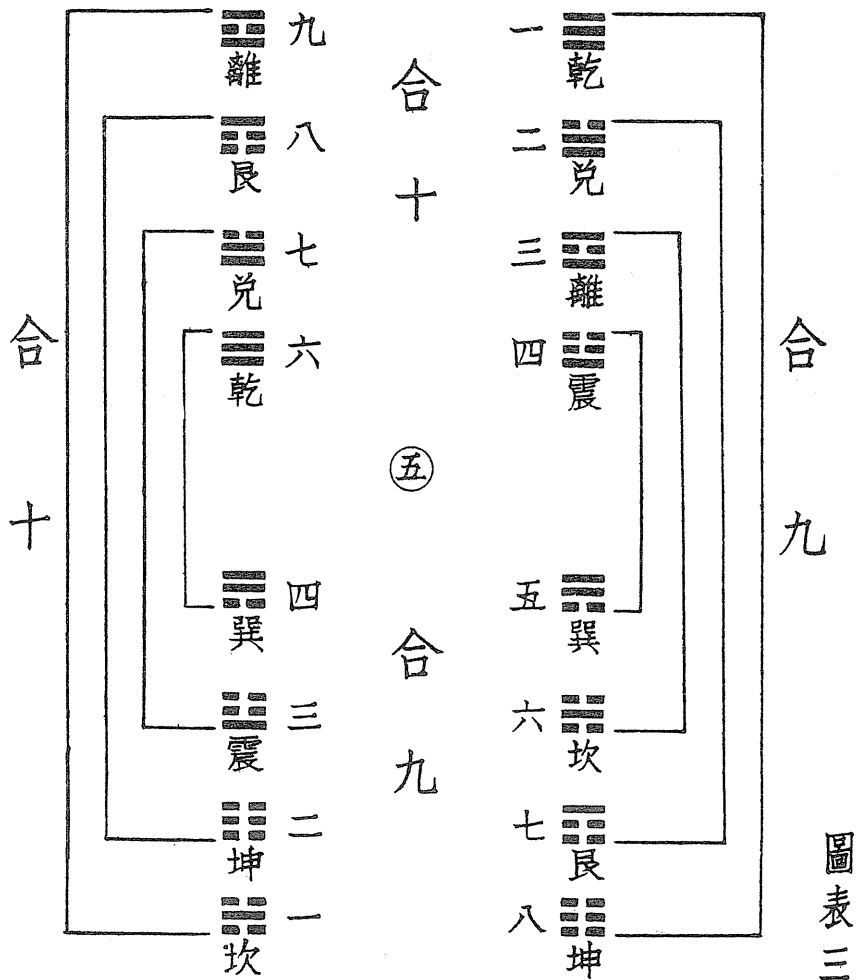 圖表三
合九
一 乾
二 兌
三 離
四 震
五 巽
六 坎
七 艮
八 坤
合十
五
合九
九 離
八 艮
七 兌
六 乾
四 巽
三 震
二 坤
一 坎
合十